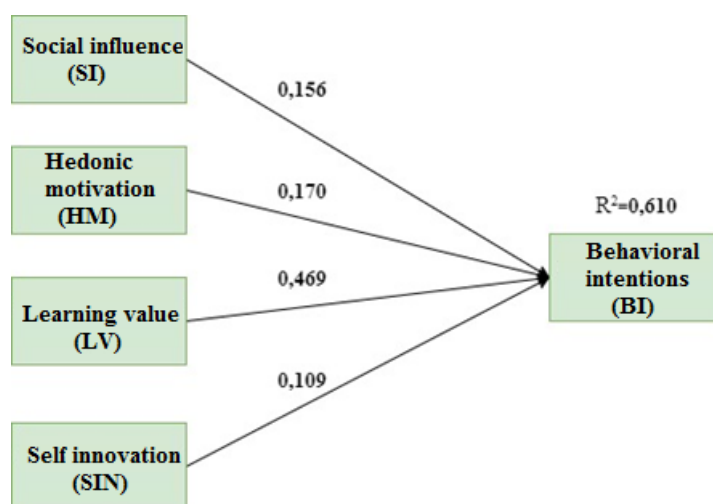 Social influence
(SI)
0,156
Hedonic
motivation
(HM)
0,170
R²=0,610
Behavioral
intentions
(BI)
0,469
Learning value
(LV)
0,109
Self innovation
(SIN)